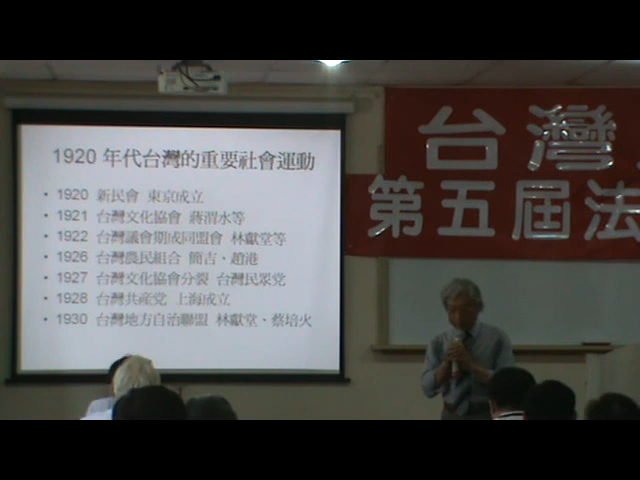 1920 年代台灣的重要社會運動
• 1920 新民會 東京成立
• 1921 台灣文化協會 蔣渭水等
• 1922 台灣議會期成同盟會 林獻堂等
• 1926 台灣農民組合 簡吉、趙港
• 1927 台灣文化協會分裂 台灣民眾党
• 1928 台灣共産党 上海成立
• 1930 台灣地方自治聯盟 林獻堂、蔡培火
台灣
第五屆法